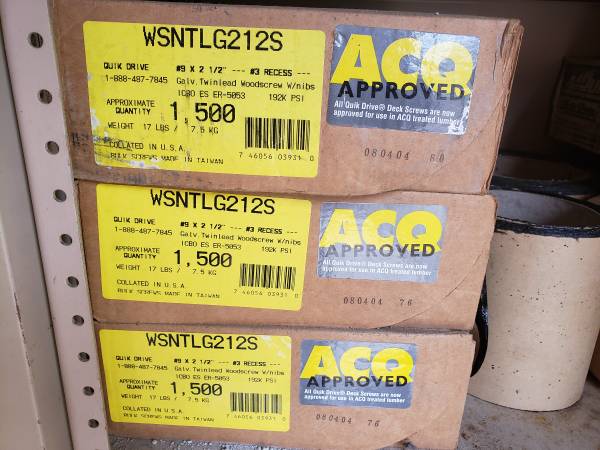 WSNTLG212S
QUIK DRIVE #9 X 2 1/2" --- #3 RECESS ---
1-888-487-7845 Galv. Twinlead Woodscrew W/nibs
ICBO ES ER-5053 192K PSI
APPROXIMATE
QUANTITY 1,500
WEIGHT 17 LBS / 7.5 KG
COLLATED IN U.S.A.
BULK SCREWS MADE IN TAIWAN
7 46056 03931 0
ACQ
APPROVED
All Quik Drive® Deck Screws are now
approved for use in ACQ treated lumber
080404 80
WSNTLG212S
QUIK DRIVE #9 X 2 1/2" --- #3 RECESS ---
1-888-487-7845 Galv. Twinlead Woodscrew W/nibs
ICBO ES ER-5053 192K PSI
APPROXIMATE
QUANTITY 1,500
WEIGHT 17 LBS / 7.5 KG
COLLATED IN U.S.A.
BULK SCREWS MADE IN TAIWAN
7 46056 03931 0
ACQ
APPROVED
All Quik Drive® Deck Screws are now
approved for use in ACQ treated lumber
080404 76
WSNTLG212S
QUIK DRIVE #9 X 2 1/2" --- #3 RECESS ---
1-888-487-7845 Galv. Twinlead Woodscrew W/nibs
ICBO ES ER-5053 192K PSI
APPROXIMATE
QUANTITY 1,500
WEIGHT 17 LBS / 7.5 KG
COLLATED IN U.S.A.
BULK SCREWS MADE IN TAIWAN
7 46056 03931 0
ACQ
APPROVED
All Quik Drive® Deck Screws are now
approved for use in ACQ treated lumber
080404 76